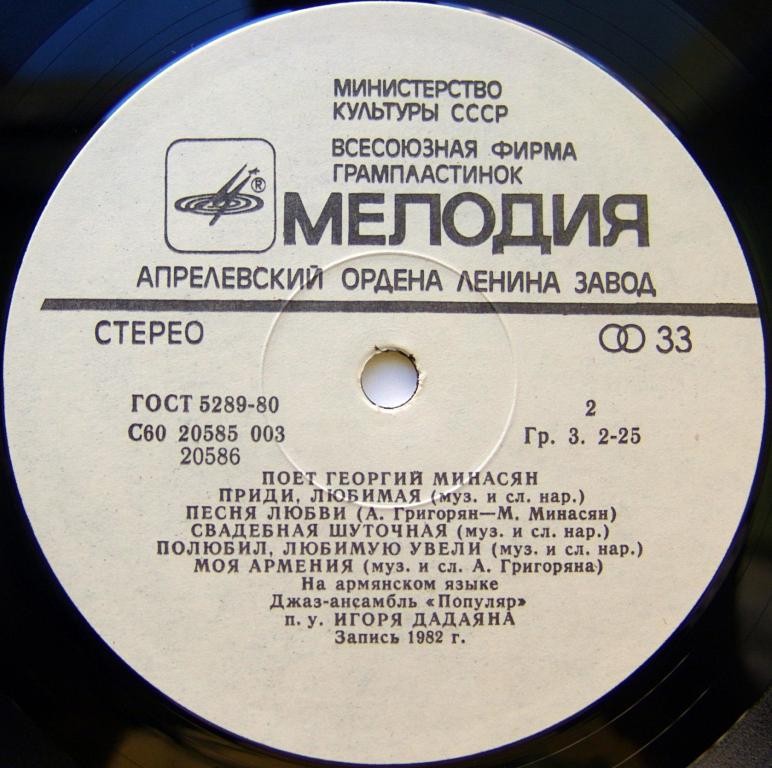 МИНИСТЕРСТВО
КУЛЬТУРЫ СССР
ВСЕСОЮЗНАЯ ФИРМА
ГРАМПЛАСТИНОК
®
МЕЛОДИЯ
АПРЕЛЕВСКИЙ ОРДЕНА ЛЕНИНА ЗАВОД
СТЕРЕО 33
ГОСТ 5289-80
2
С60 20585 003
Гр. 3. 2-25
20586
ПОЕТ ГЕОРГИЙ МИНАСЯН
ПРИДИ, ЛЮБИМАЯ (муз. и сл. нар.)
ПЕСНЯ ЛЮБВИ (А. Григорян—М. Минасян)
СВАДЕБНАЯ ШУТОЧНАЯ (муз. и сл. нар.)
ПОЛЮБИЛ, ЛЮБИМУЮ УВЕЛИ (муз. и сл. нар.)
МОЯ АРМЕНИЯ (муз. и сл. А. Григоряна)
На армянском языке
Джаз-ансамбль «Популяр»
п. у. ИГОРЯ ДАДАЯНА
Запись 1982 г.